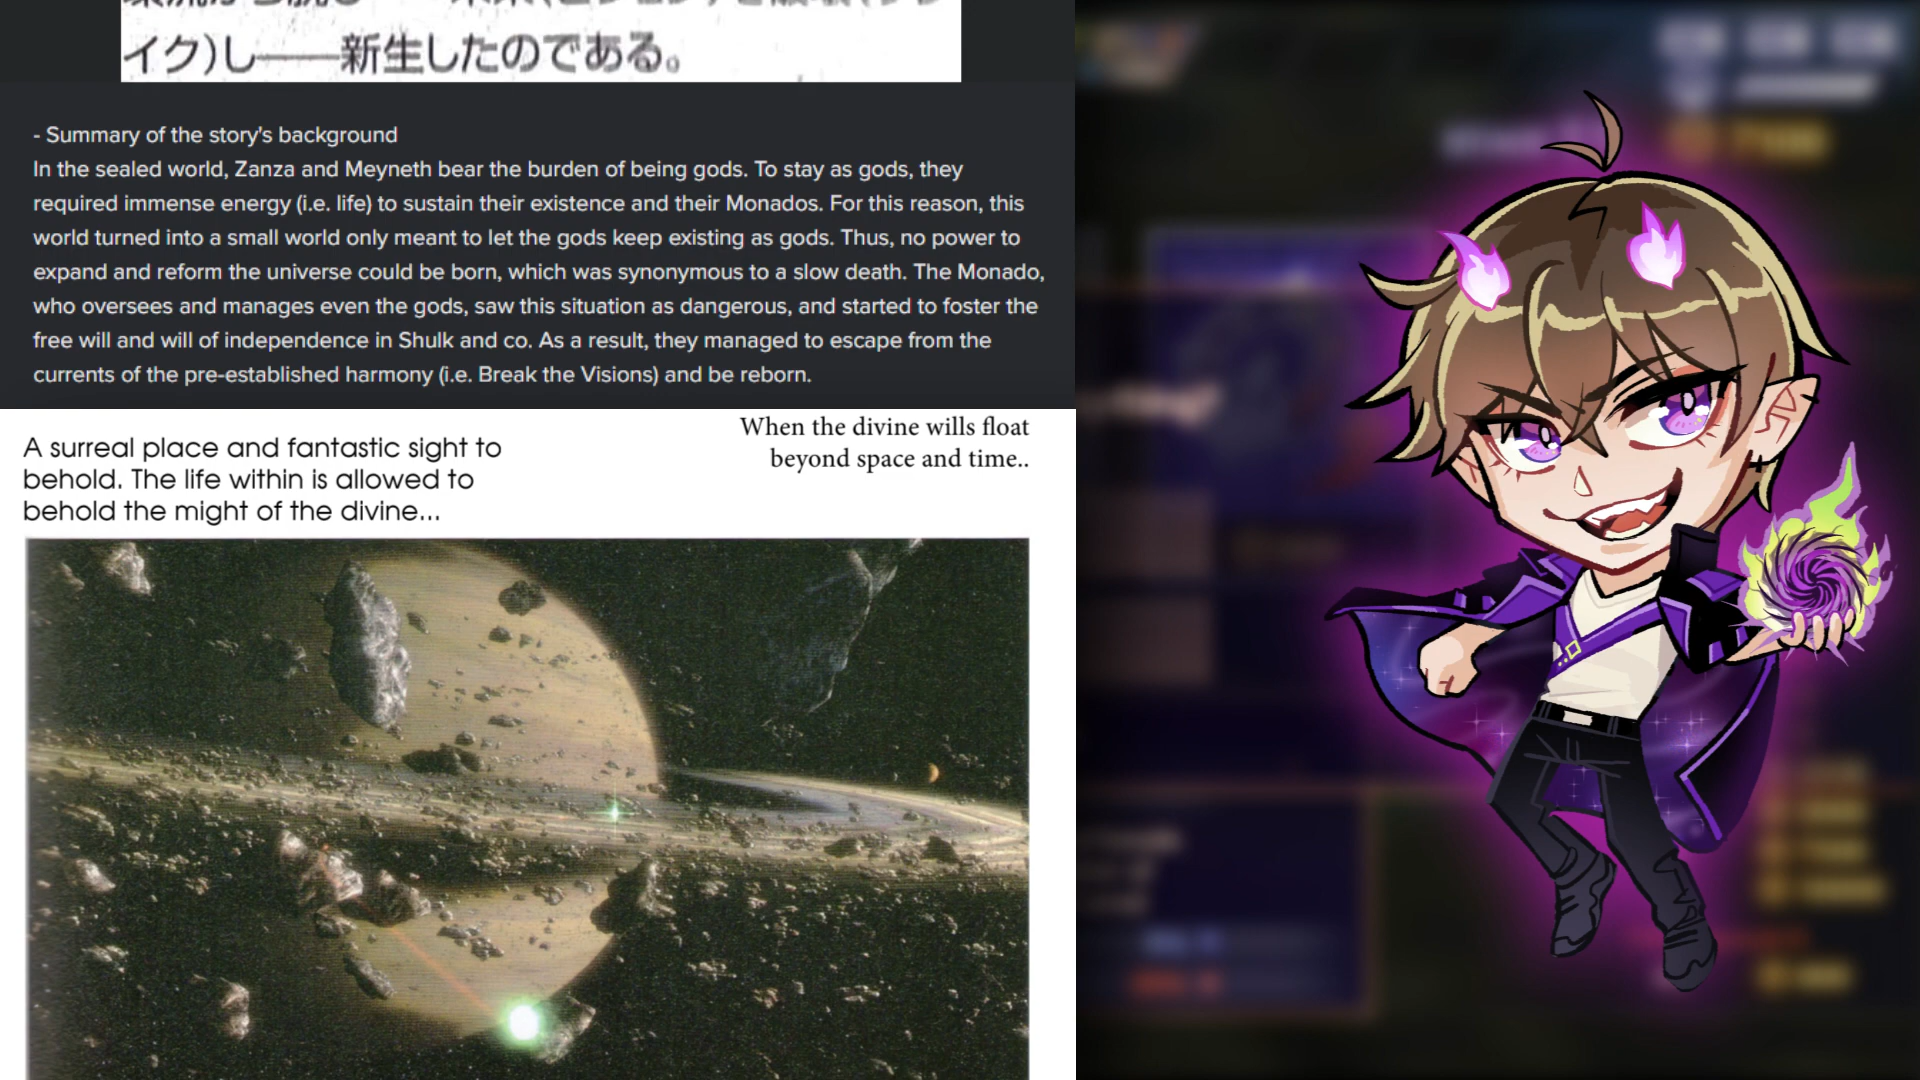 イク)し——新生したのである。
- Summary of the story's background
In the sealed world, Zanza and Meyneth bear the burden of being gods. To stay as gods, they
required immense energy (i.e. life) to sustain their existence and their Monados. For this reason, this
world turned into a small world only meant to let the gods keep existing as gods. Thus, no power to
expand and reform the universe could be born, which was synonymous to a slow death. The Monado,
who oversees and manages even the gods, saw this situation as dangerous, and started to foster the
free will and will of independence in Shulk and co. As a result, they managed to escape from the
currents of the pre-established harmony (i.e. Break the Visions) and be reborn.
When the divine wills float
beyond space and time..
A surreal place and fantastic sight to
behold. The life within is allowed to
behold the might of the divine...